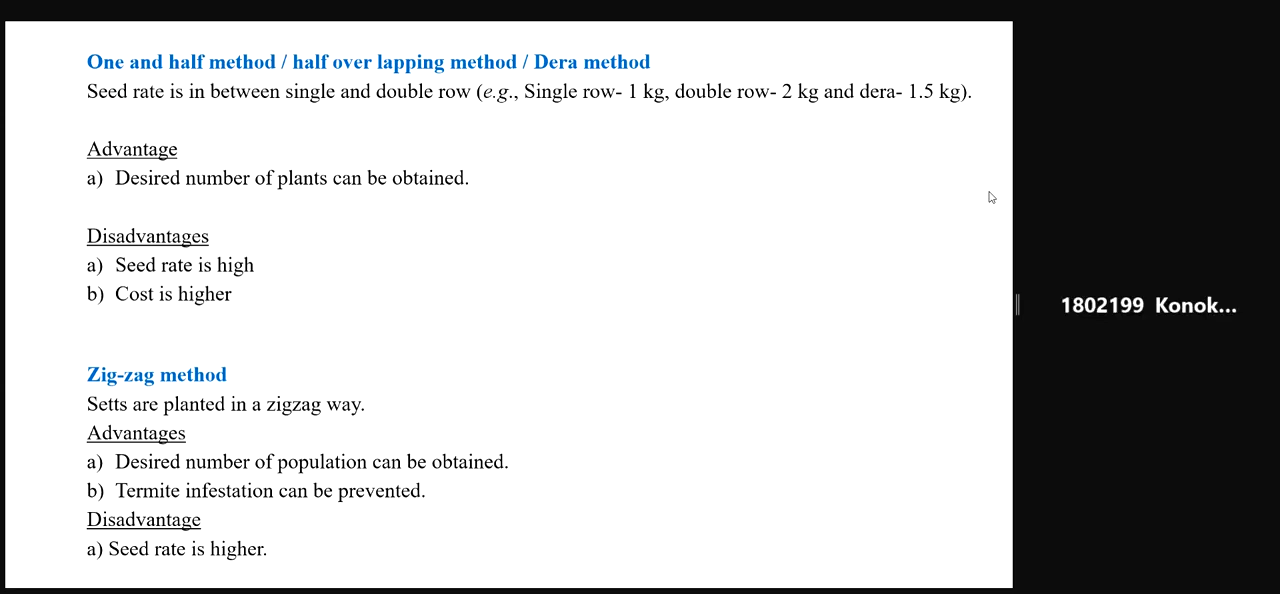 One and half method / half over lapping method / Dera method
Seed rate is in between single and double row (e.g., Single row- 1 kg, double row- 2 kg and dera- 1.5 kg).
Advantage
a) Desired number of plants can be obtained.
Disadvantages
a) Seed rate is high
b) Cost is higher
Zig-zag method
Setts are planted in a zigzag way.
Advantages
a) Desired number of population can be obtained.
b) Termite infestation can be prevented.
Disadvantage
a) Seed rate is higher.
1802199 Konok...